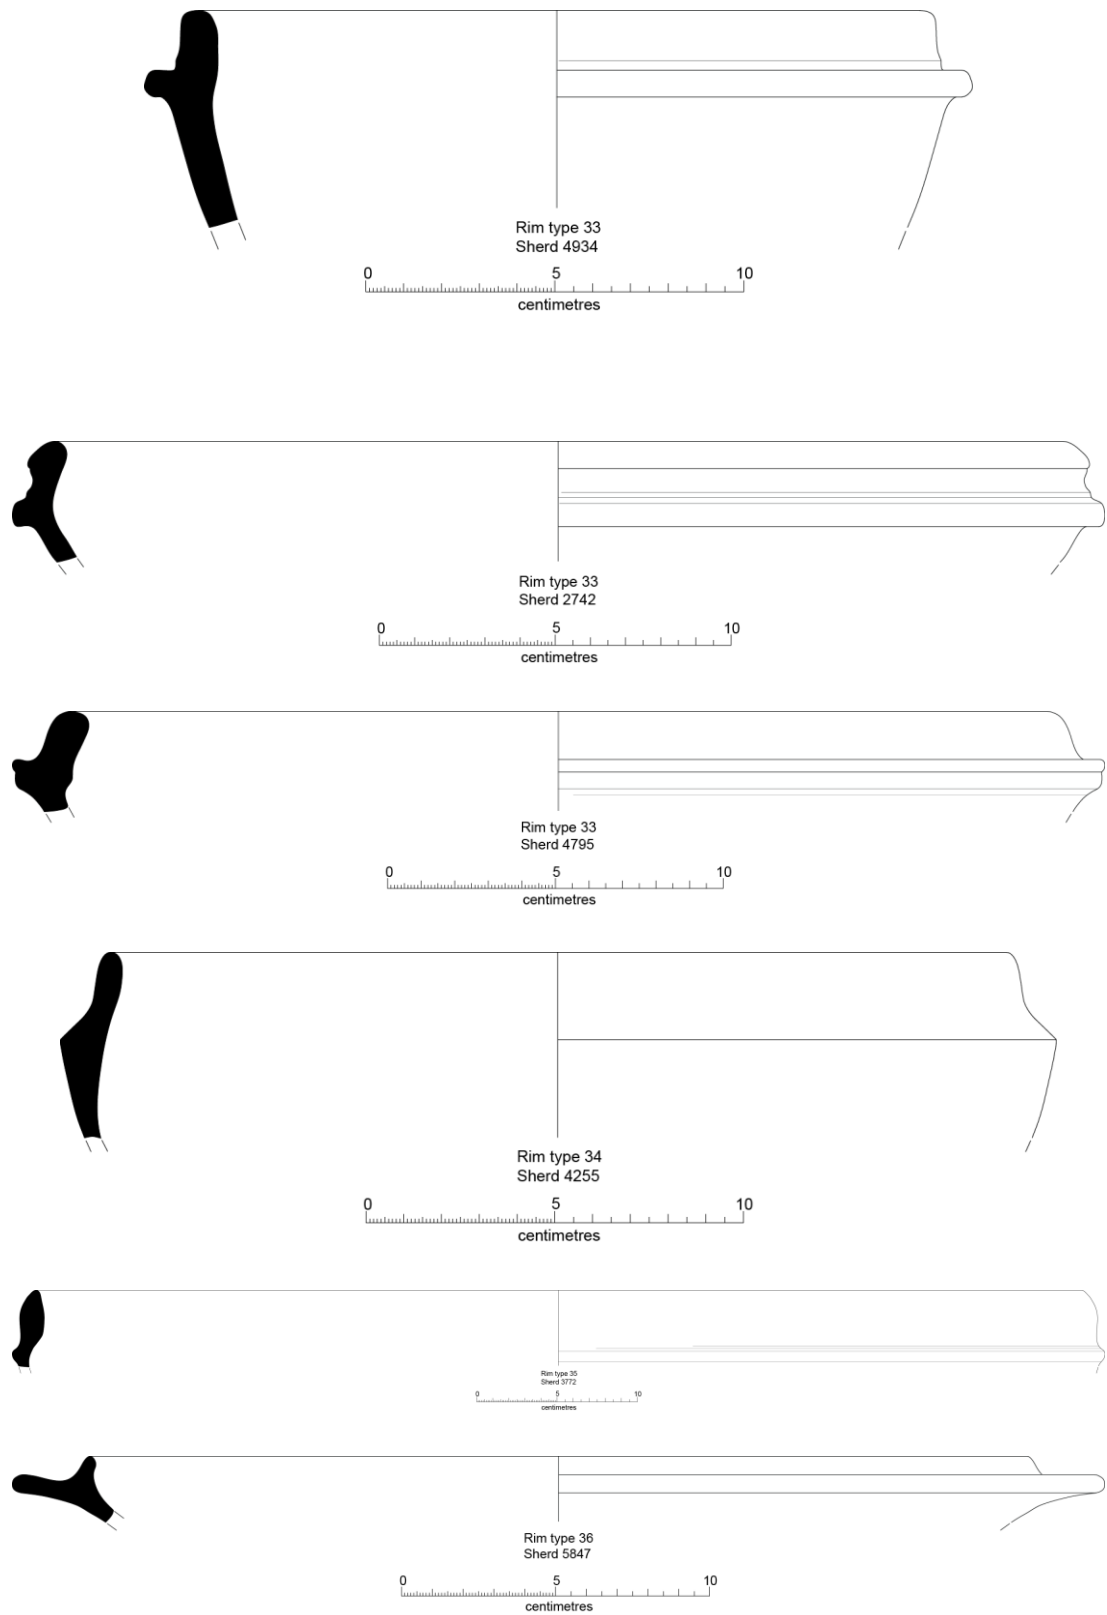 Rim type 33
Sherd 4934
0 5 10
centimetres
Rim type 33
Sherd 2742
0 5 10
centimetres
Rim type 33
Sherd 4795
0 5 10
centimetres
Rim type 34
Sherd 4255
0 5 10
centimetres
Rim type 35
Sherd 3772
0 5 10
centimetres
Rim type 36
Sherd 5847
0 5 10
centimetres